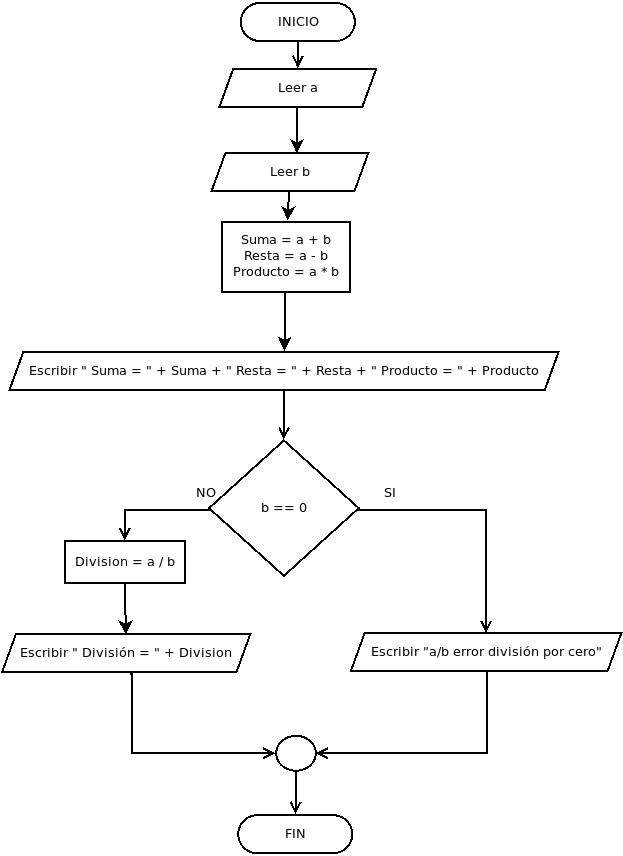 INICIO
Leer a
Leer b
Suma = a + b
Resta = a - b
Producto = a * b
Escribir " Suma = " + Suma + " Resta = " + Resta + " Producto = " + Producto
NO
SI
b == 0
Division = a / b
Escribir " División = " + Division
Escribir "a/b error división por cero"
FIN